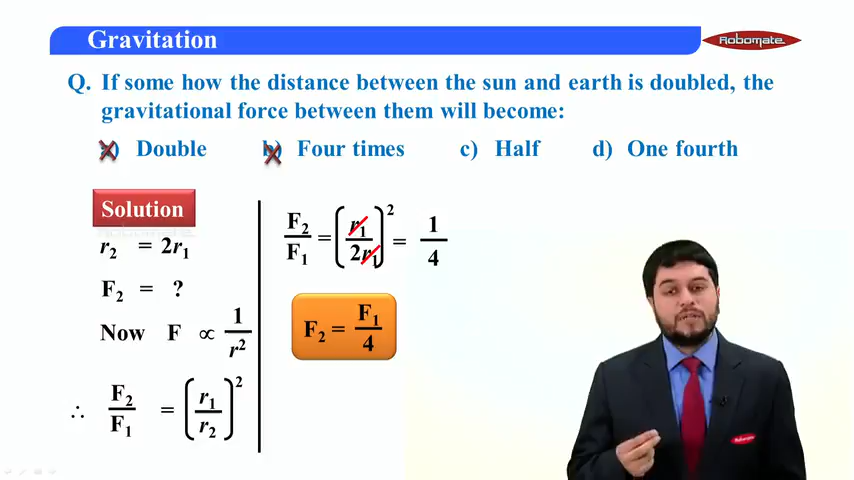 Gravitation
Robomate
Q. If some how the distance between the sun and earth is doubled, the
gravitational force between them will become:
a) Double b) Four times c) Half d) One fourth
Solution
r₂ = 2r₁
F₂ = ?
Now F ∝ 1/r²
∴ F₂/F₁ = (r₁/r₂)²
F₂/F₁ = (r₁/2r₁)² = 1/4
F₂ = F₁/4
Robomate